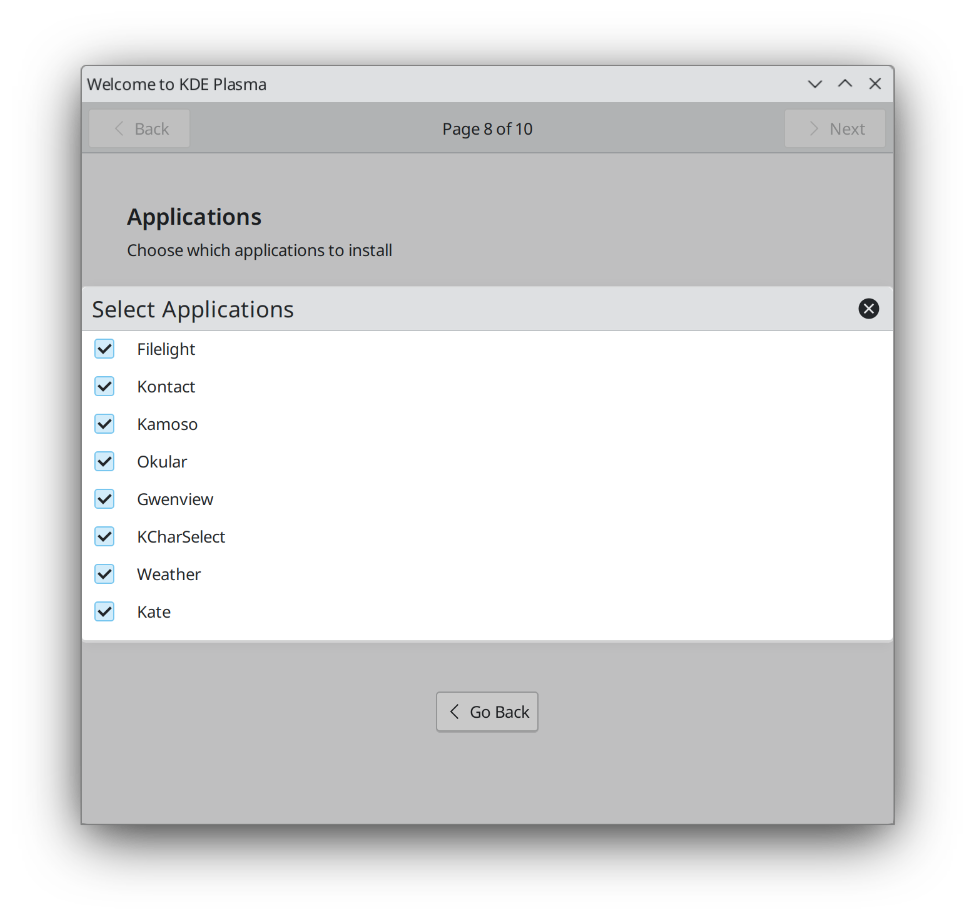 Welcome to KDE Plasma
Back
Page 8 of 10
Next
Applications
Choose which applications to install
Select Applications
Filelight
Kontact
Kamoso
Okular
Gwenview
KCharSelect
Weather
Kate
Go Back